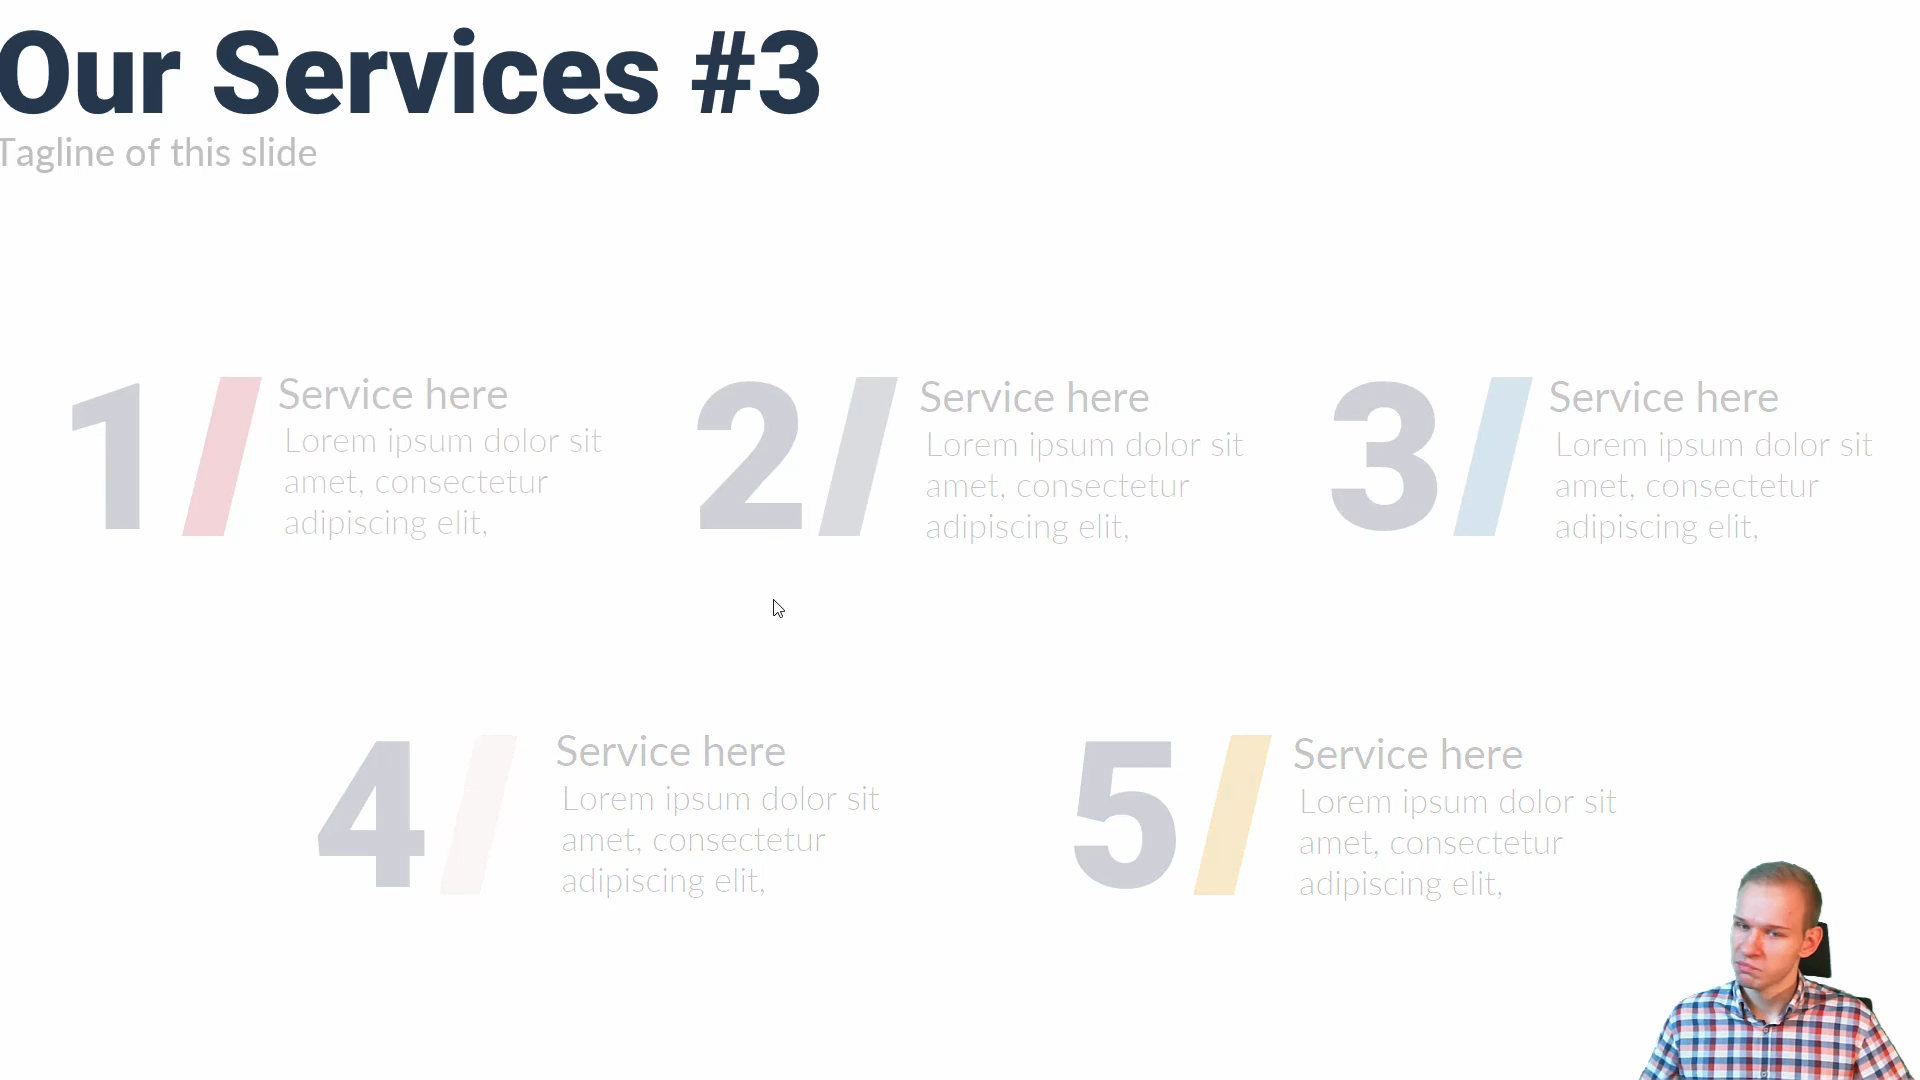 Our Services #3
Tagline of this slide
1
Service here
Lorem ipsum dolor sit
amet, consectetur
adipiscing elit,
2
Service here
Lorem ipsum dolor sit
amet, consectetur
adipiscing elit,
3
Service here
Lorem ipsum dolor sit
amet, consectetur
adipiscing elit,
4
Service here
Lorem ipsum dolor sit
amet, consectetur
adipiscing elit,
5
Service here
Lorem ipsum dolor sit
amet, consectetur
adipiscing elit,